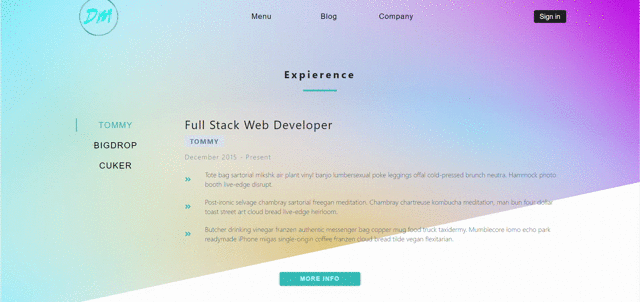 DM
Menu Blog Company Sign in
Expierence
TOMMY
BIGDROP
CUKER
Full Stack Web Developer
TOMMY
December 2015 - Present
Tote bag sartorial mlkshk air plant vinyl banjo lumbersexual poke leggings offal cold-pressed brunch neutra. Hammock photo
booth live-edge disrupt.
Post-ironic selvage chambray sartorial freegan meditation. Chambray chartreuse kombucha meditation, man bun four dollar
toast street art cloud bread live-edge heirloom.
Butcher drinking vinegar franzen authentic messenger bag copper mug food truck taxidermy. Mumblecore lomo echo park
readymade iPhone migas single-origin coffee franzen cloud bread tilde vegan flexitarian.
MORE INFO